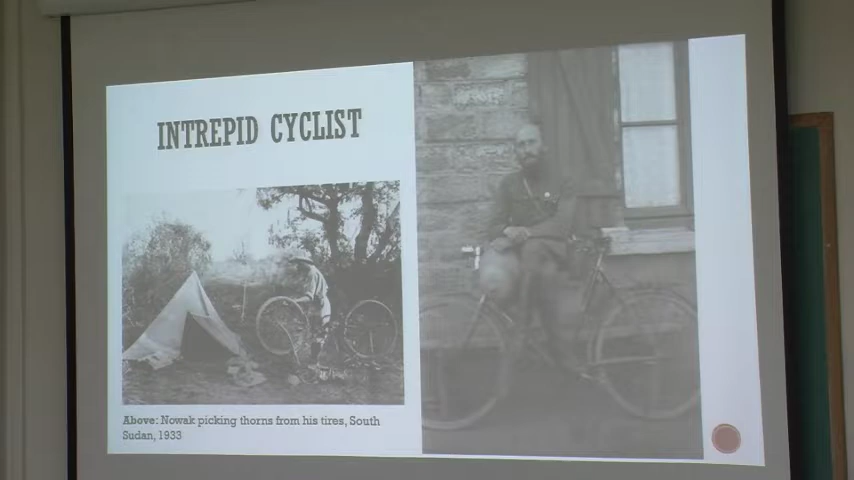 INTREPID CYCLIST
Above: Nowak picking thorns from his tires, South
Sudan, 1933